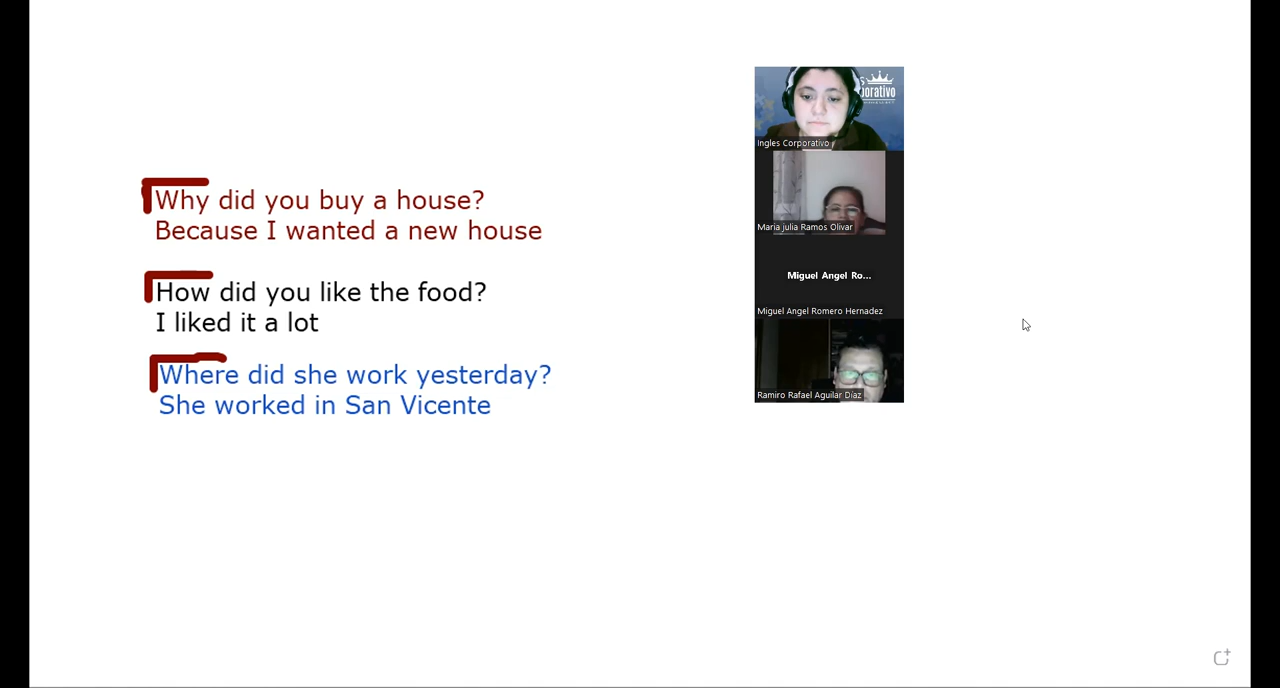 Why did you buy a house?
Because I wanted a new house
How did you like the food?
I liked it a lot
Where did she work yesterday?
She worked in San Vicente
Ingles Corporativo
Maria julia Ramos Olivar
Miguel Angel Ro...
Miguel Angel Romero Hernadez
Ramiro Rafael Aguilar Díaz